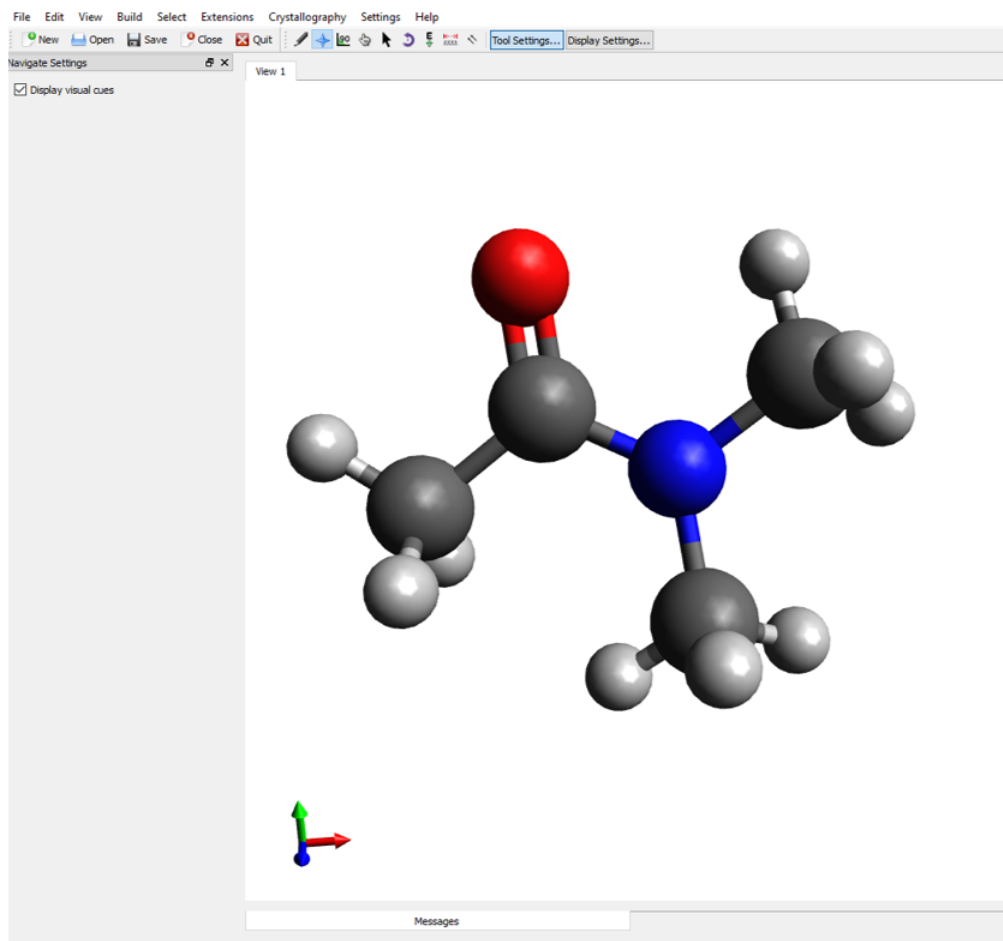 File Edit View Build Select Extensions Crystallography Settings Help
New Open Save Close Quit Tool Settings... Display Settings...
Navigate Settings
View 1
Display visual cues
Messages